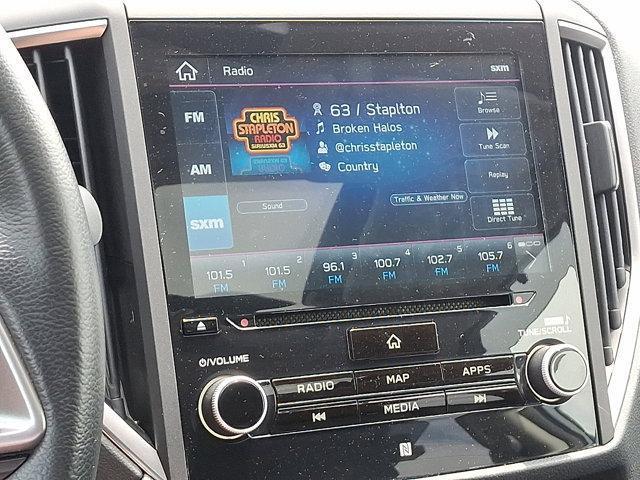 Radio
sxm
FM
AM
sxm
CHRIS
STAPLETON
RADIO
SIRIUSXM 63
63 / Staplton
Broken Halos
@chrisstapleton
Country
Browse
Tune Scan
Replay
Direct Tune
Sound
Traffic & Weather Now
1 2 3 4 5 6
101.5 101.5 96.1 100.7 102.7 105.7
FM FM FM FM FM FM
VOLUME
TUNE/SCROLL
RADIO MAP APPS
MEDIA
N